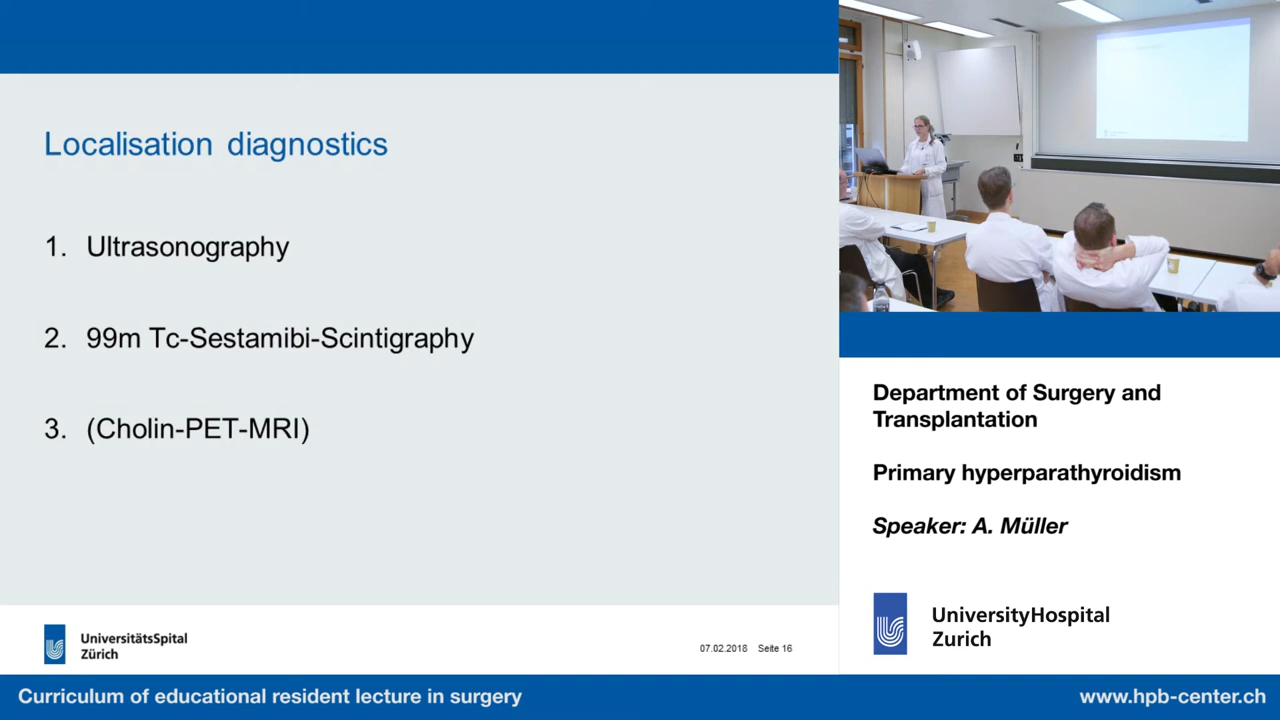 Localisation diagnostics
1. Ultrasonography
2. 99m Tc-Sestamibi-Scintigraphy
3. (Cholin-PET-MRI)
UniversitätsSpital
Zürich
07.02.2018 Seite 16
Department of Surgery and
Transplantation
Primary hyperparathyroidism
Speaker: A. Müller
UniversityHospital
Zurich
Curriculum of educational resident lecture in surgery
www.hpb-center.ch